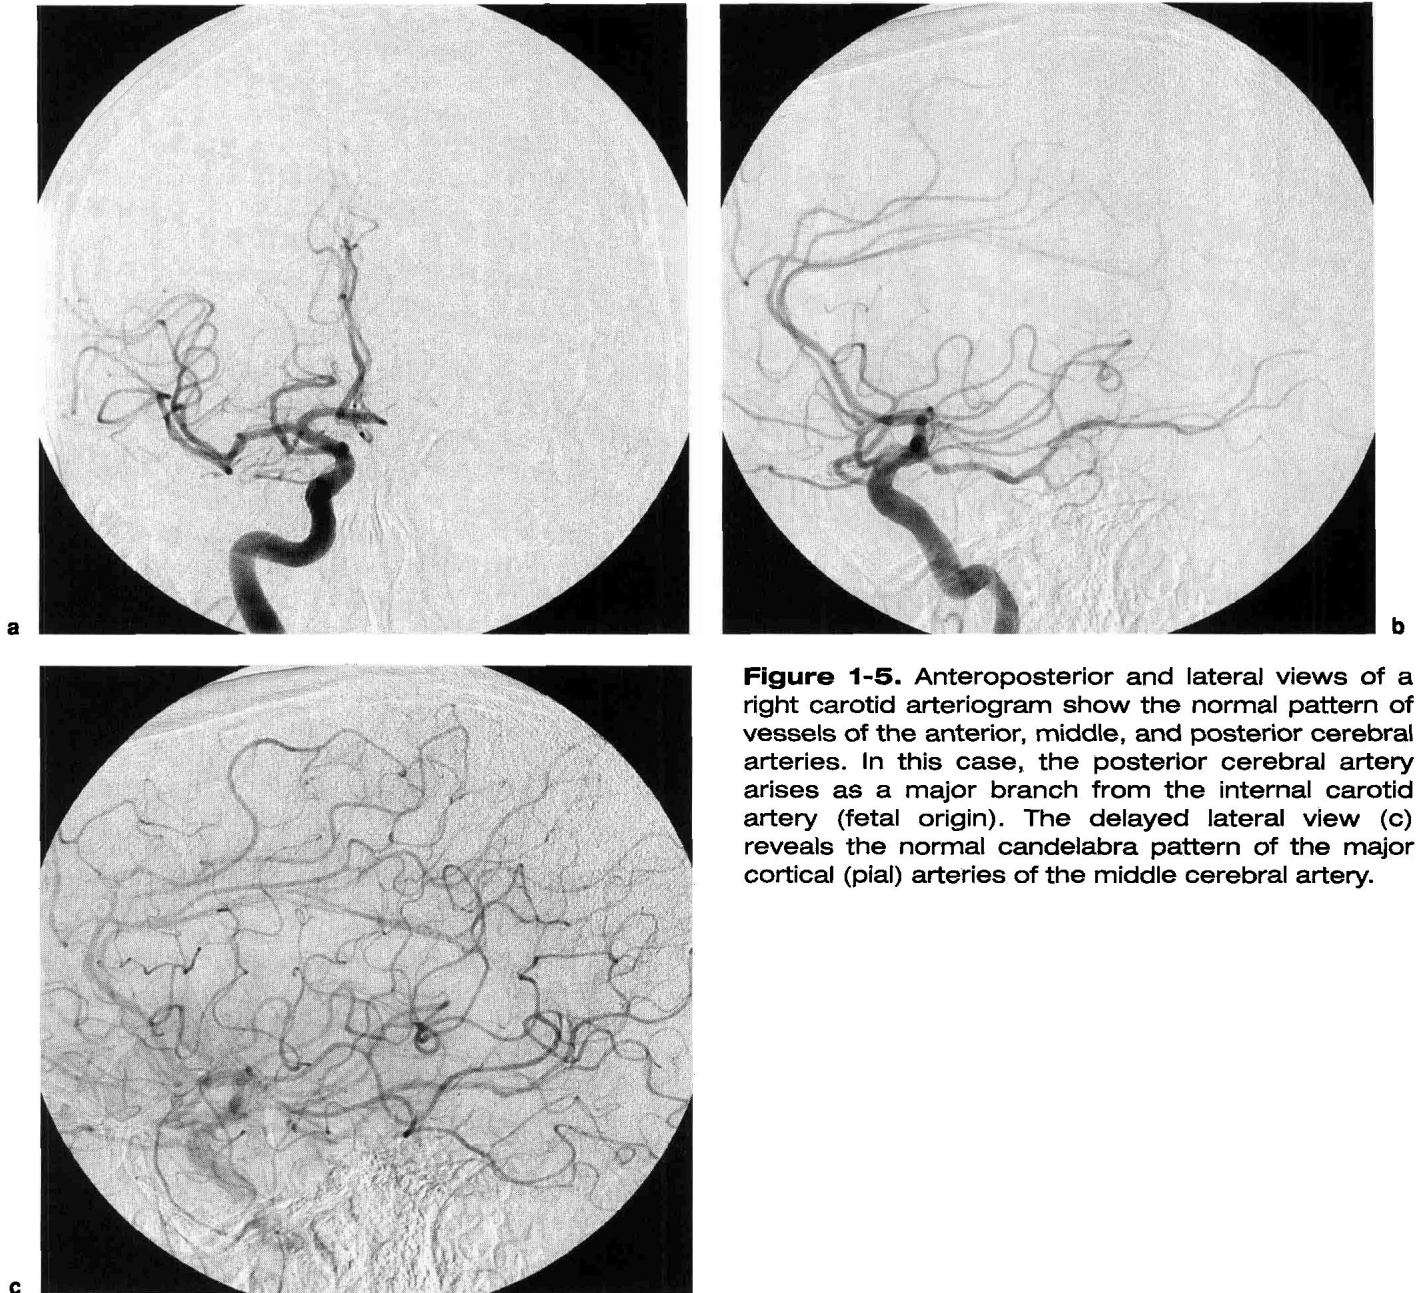 a
b
Figure 1-5. Anteroposterior and lateral views of a
right carotid arteriogram show the normal pattern of
vessels of the anterior, middle, and posterior cerebral
arteries. In this case, the posterior cerebral artery
arises as a major branch from the internal carotid
artery (fetal origin). The delayed lateral view (c)
reveals the normal candelabra pattern of the major
cortical (pial) arteries of the middle cerebral artery.
c